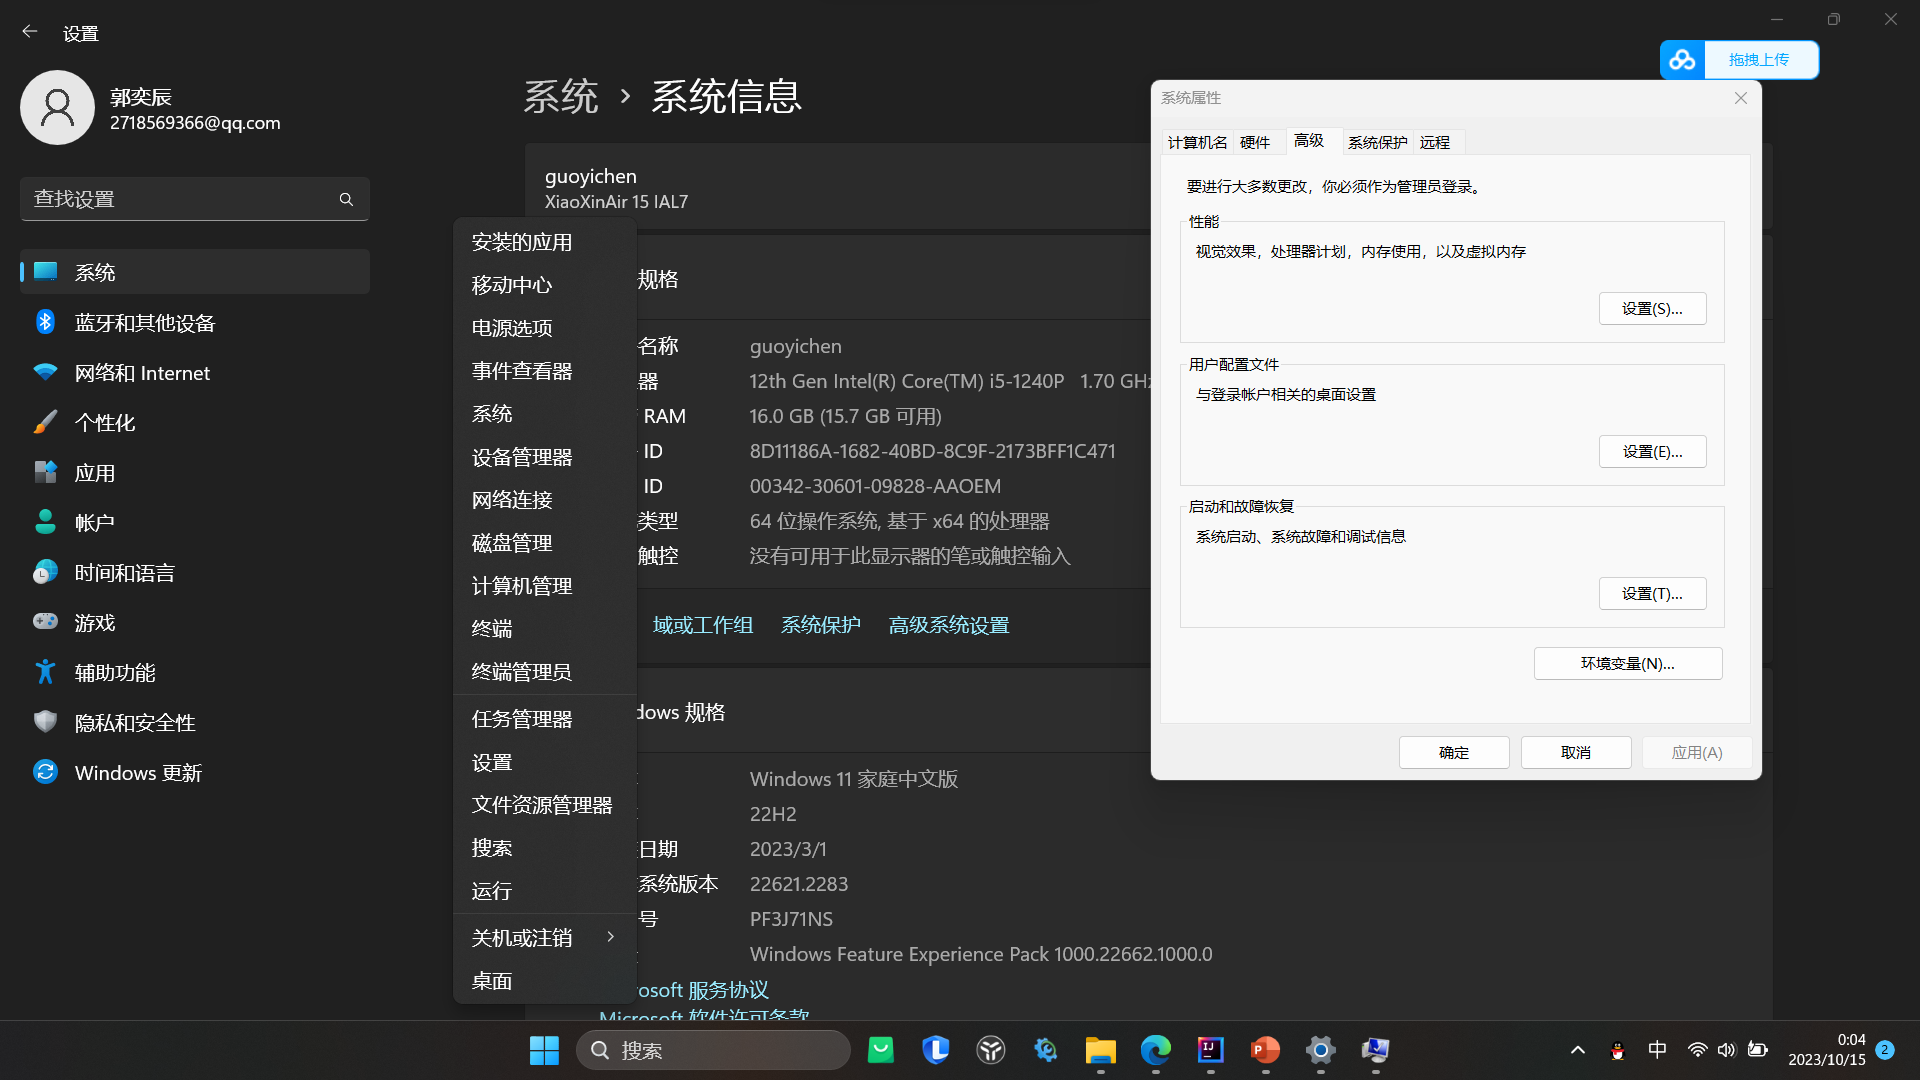 设置
郭奕辰
2718569366@qq.com
查找设置
系统
蓝牙和其他设备
网络和 Internet
个性化
应用
帐户
时间和语言
游戏
辅助功能
隐私和安全性
Windows 更新
系统 › 系统信息
guoyichen
XiaoXinAir 15 IAL7
规格
名称 guoyichen
器 12th Gen Intel(R) Core(TM) i5-1240P 1.70 GHz
RAM 16.0 GB (15.7 GB 可用)
ID 8D11186A-1682-40BD-8C9F-2173BFF1C471
ID 00342-30601-09828-AAOEM
类型 64 位操作系统, 基于 x64 的处理器
触控 没有可用于此显示器的笔或触控输入
域或工作组 系统保护 高级系统设置
dows 规格
Windows 11 家庭中文版
22H2
日期 2023/3/1
系统版本 22621.2283
号 PF3J71NS
Windows Feature Experience Pack 1000.22662.1000.0
rosoft 服务协议
Microsoft 软件许可条款
安装的应用
移动中心
电源选项
事件查看器
系统
设备管理器
网络连接
磁盘管理
计算机管理
终端
终端管理员
任务管理器
设置
文件资源管理器
搜索
运行
关机或注销
桌面
拖拽上传
系统属性
计算机名 硬件 高级 系统保护 远程
要进行大多数更改，你必须作为管理员登录。
性能
视觉效果，处理器计划，内存使用，以及虚拟内存
设置(S)...
用户配置文件
与登录帐户相关的桌面设置
设置(E)...
启动和故障恢复
系统启动、系统故障和调试信息
设置(T)...
环境变量(N)...
确定 取消 应用(A)
搜索
中
0:04
2023/10/15
2